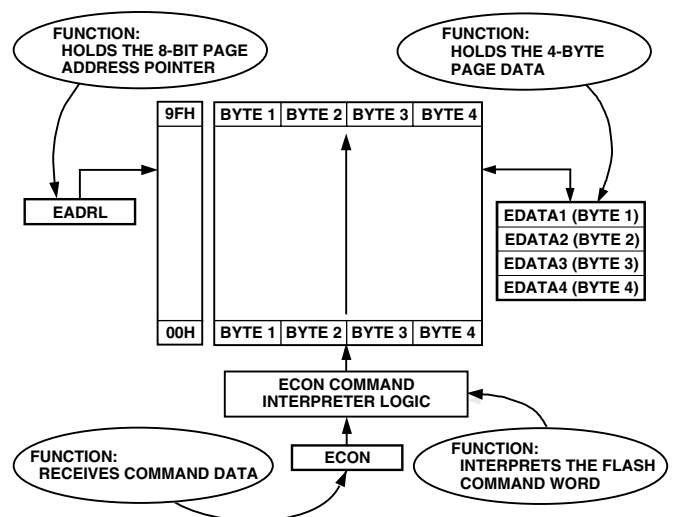 FUNCTION:
HOLDS THE 8-BIT PAGE
ADDRESS POINTER
FUNCTION:
HOLDS THE 4-BYTE
PAGE DATA
9FH
BYTE 1 BYTE 2 BYTE 3 BYTE 4
EADRL
EDATA1 (BYTE 1)
EDATA2 (BYTE 2)
EDATA3 (BYTE 3)
EDATA4 (BYTE 4)
00H
BYTE 1 BYTE 2 BYTE 3 BYTE 4
ECON COMMAND
INTERPRETER LOGIC
FUNCTION:
RECEIVES COMMAND DATA
ECON
FUNCTION:
INTERPRETS THE FLASH
COMMAND WORD